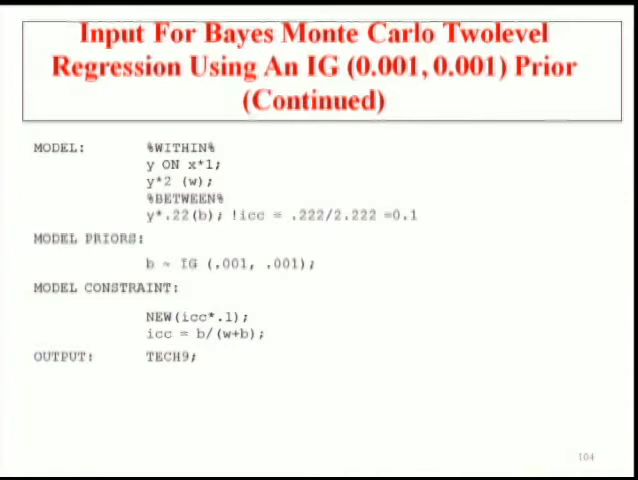 Input For Bayes Monte Carlo Twolevel
Regression Using An IG (0.001, 0.001) Prior
(Continued)
MODEL: %WITHIN%
y ON x*1;
y*2 (w);
%BETWEEN%
y*.22(b); !icc = .222/2.222 =0.1
MODEL PRIORS:
b ~ IG (.001, .001);
MODEL CONSTRAINT:
NEW(icc*.1);
icc = b/(w+b);
OUTPUT: TECH9;
104